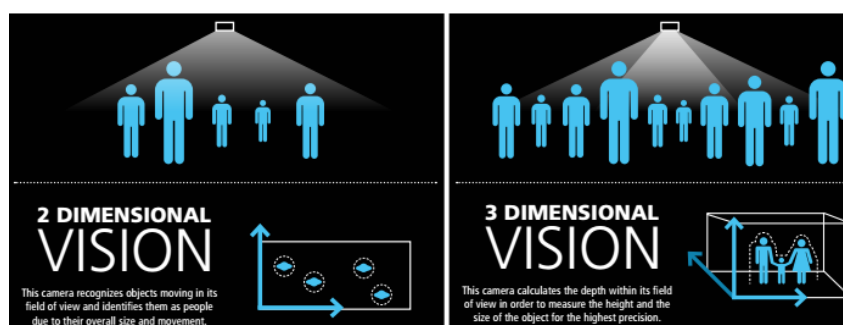 2 DIMENSIONAL
VISION
This camera recognizes objects moving in its
field of view and identifies them as people
due to their overall size and movement.
3 DIMENSIONAL
VISION
This camera calculates the depth within its field
of view in order to measure the height and the
size of the object for the highest precision.